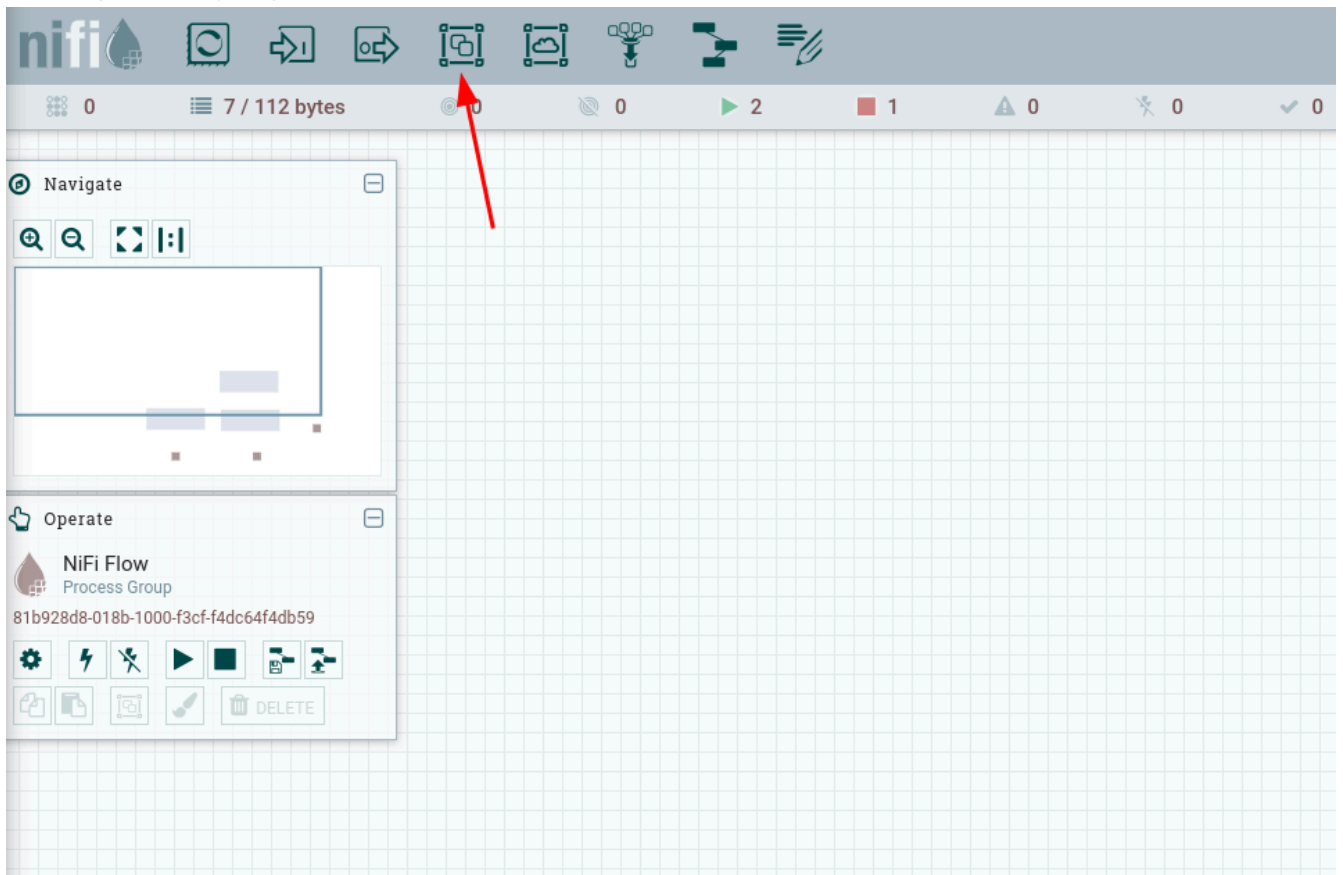 nifi
0 7 / 112 bytes 0 0 2 1 0 0 0
Navigate
Operate
NiFi Flow
Process Group
81b928d8-018b-1000-f3cf-f4dc64f4db59
DELETE